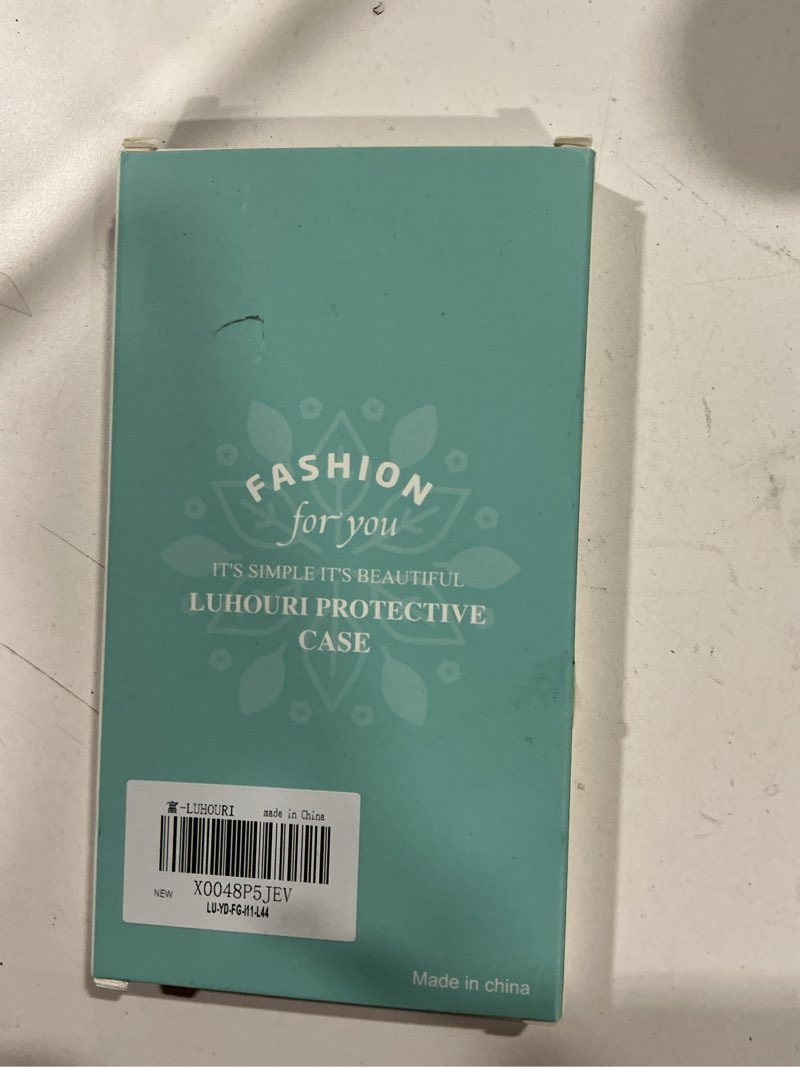 FASHION
for you
IT'S SIMPLE IT'S BEAUTIFUL
LUHOURI PROTECTIVE
CASE
富-LUHOURI made in China
NEW X0048P5JEV
LU-YD-FG-i11-L44
Made in china